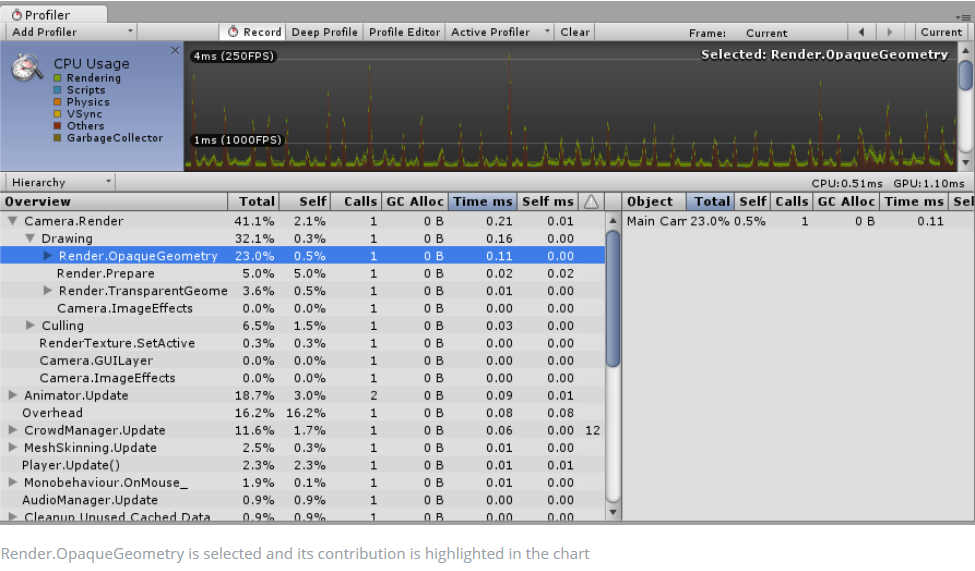 Profiler
Add Profiler Record Deep Profile Profile Editor Active Profiler Clear Frame: Current Current
CPU Usage
Rendering
Scripts
Physics
VSync
Others
GarbageCollector
4ms (250FPS)
Selected: Render.OpaqueGeometry
1ms (1000FPS)
Hierarchy CPU:0.51ms GPU:1.10ms
Overview Total Self Calls GC Alloc Time ms Self ms
Camera.Render 41.1% 2.1% 1 0 B 0.21 0.01
Drawing 32.1% 0.3% 1 0 B 0.16 0.00
Render.OpaqueGeometry 23.0% 0.5% 1 0 B 0.11 0.00
Render.Prepare 5.0% 5.0% 1 0 B 0.02 0.02
Render.TransparentGeome 3.6% 0.5% 1 0 B 0.01 0.00
Camera.ImageEffects 0.0% 0.0% 1 0 B 0.00 0.00
Culling 6.5% 1.5% 1 0 B 0.03 0.00
RenderTexture.SetActive 0.3% 0.3% 1 0 B 0.00 0.00
Camera.GUILayer 0.0% 0.0% 1 0 B 0.00 0.00
Camera.ImageEffects 0.0% 0.0% 1 0 B 0.00 0.00
Animator.Update 18.7% 3.0% 2 0 B 0.09 0.01
Overhead 16.2% 16.2% 1 0 B 0.08 0.08
CrowdManager.Update 11.6% 1.7% 1 0 B 0.06 0.00 12
MeshSkinning.Update 2.5% 0.3% 1 0 B 0.01 0.00
Player.Update() 2.3% 2.3% 1 0 B 0.01 0.01
Monobehaviour.OnMouse_ 1.9% 0.1% 1 0 B 0.01 0.00
AudioManager.Update 0.9% 0.9% 1 0 B 0.00 0.00
Cleanup Unused Cached Data 0.9% 0.9% 1 0 B 0.00 0.00
Object Total Self Calls GC Alloc Time ms Sel
Main Cam 23.0% 0.5% 1 0 B 0.11
Render.OpaqueGeometry is selected and its contribution is highlighted in the chart